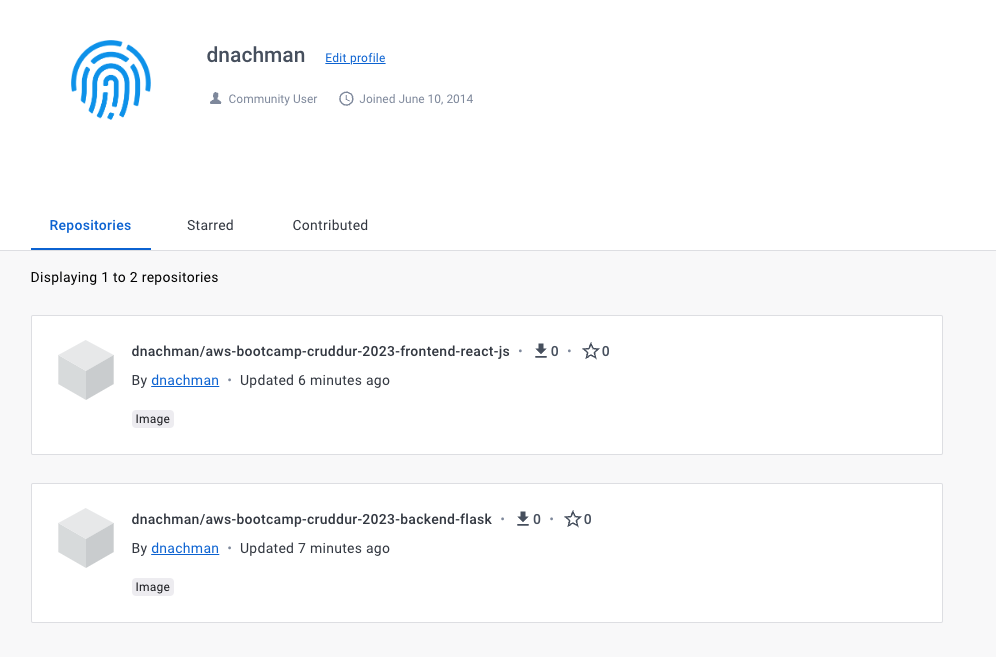 dnachman Edit profile
Community User Joined June 10, 2014
Repositories Starred Contributed
Displaying 1 to 2 repositories
dnachman/aws-bootcamp-cruddur-2023-frontend-react-js • 0 • 0
By dnachman • Updated 6 minutes ago
Image
dnachman/aws-bootcamp-cruddur-2023-backend-flask • 0 • 0
By dnachman • Updated 7 minutes ago
Image